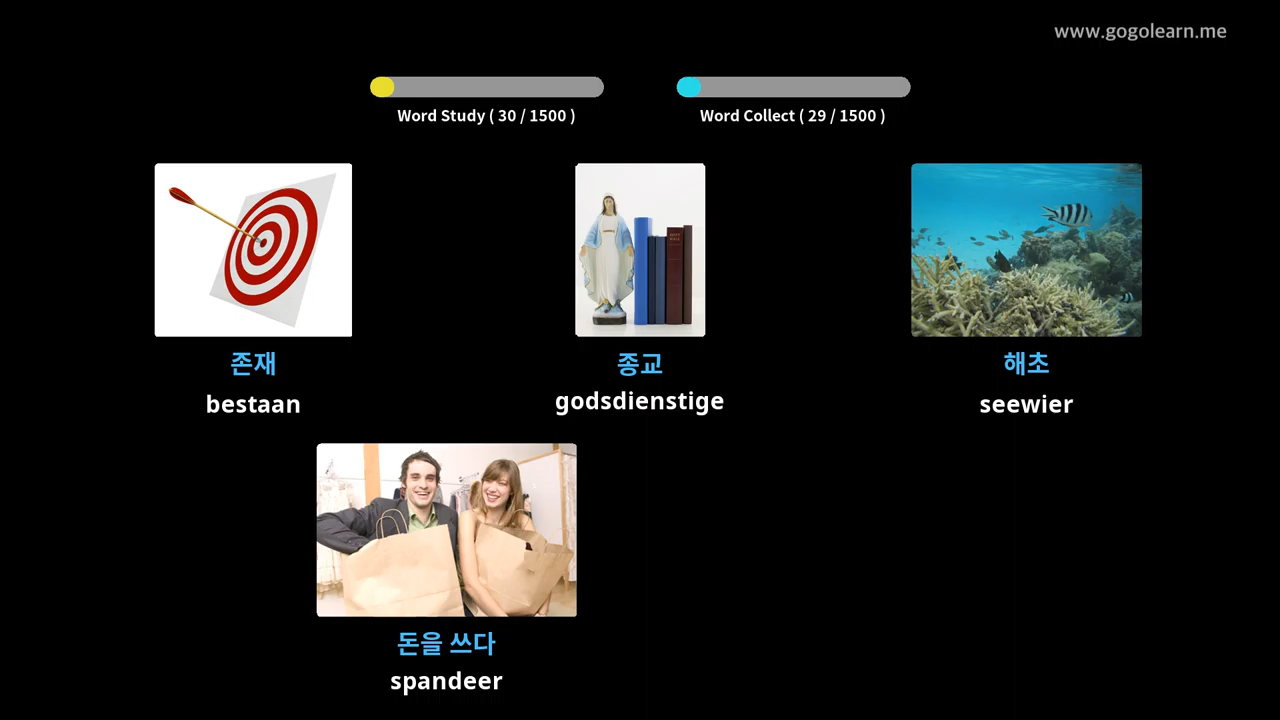 www.gogolearn.me
Word Study ( 30 / 1500 )
Word Collect ( 29 / 1500 )
존재
bestaan
종교
godsdienstige
해초
seewier
돈을 쓰다
spandeer